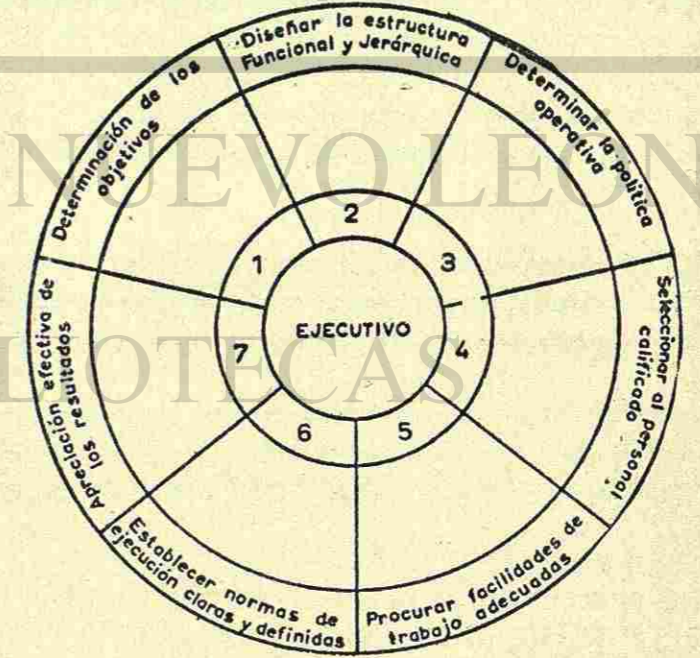 Determinación de los
objetivos
Diseñar la estructura
Funcional y Jerárquica
Determinar la política
operativa
Seleccionar al personal
calificado
Procurar facilidades de
trabajo adecuadas
Establecer normas de
ejecución claras y definidas
Apreciación efectiva de
los resultados
1
2
3
4
5
6
7
EJECUTIVO
NUEVO LEÓN
LIOTECAS